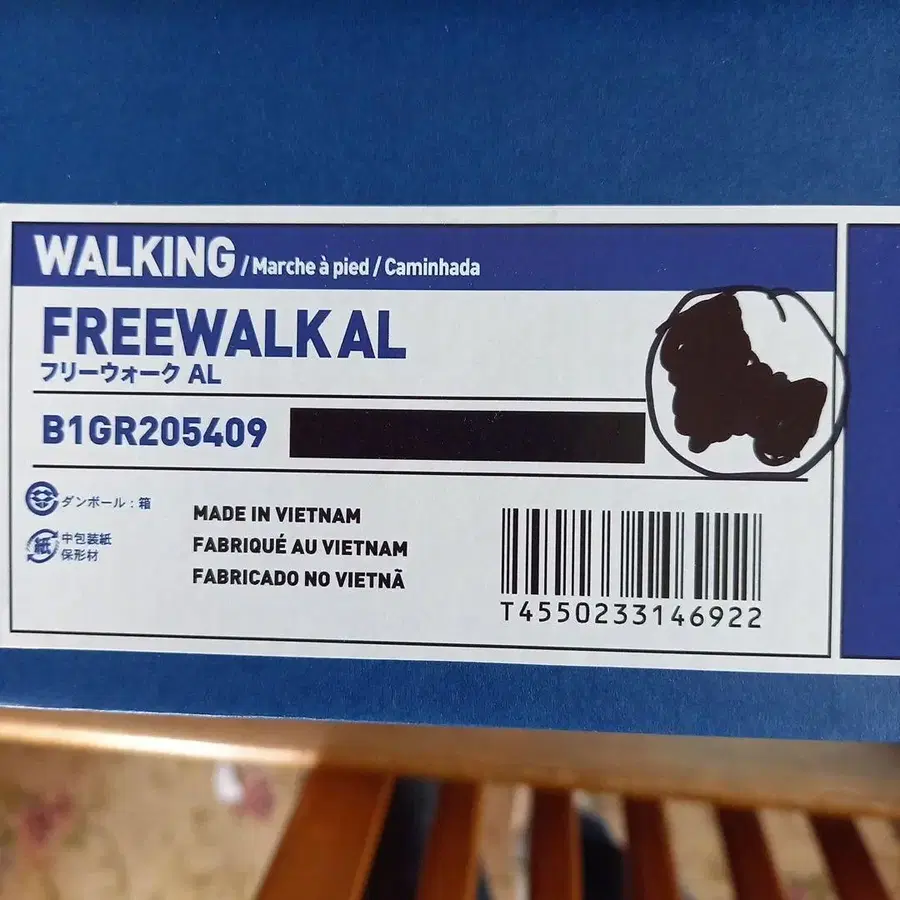 WALKING / Marche à pied / Caminhada
FREEWALK AL
フリーウォーク AL
B1GR205409
ダンボール：箱
紙 中包装紙
保形材
MADE IN VIETNAM
FABRIQUÉ AU VIETNAM
FABRICADO NO VIETNÃ
T4550233146922